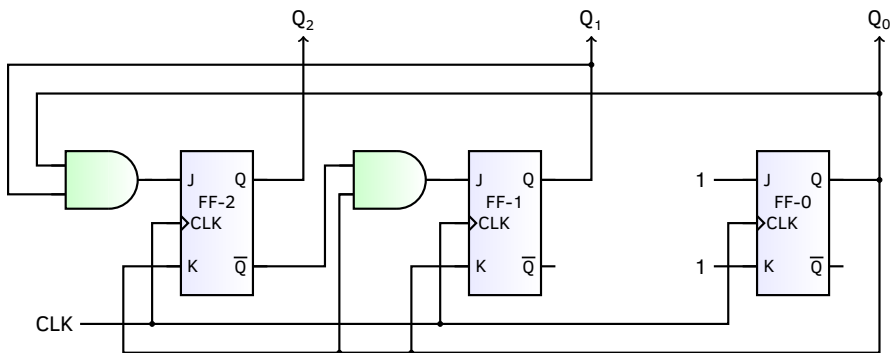 Q₂ Q₁ Q₀
J Q J Q 1 J Q
FF-2 FF-1 FF-0
CLK CLK CLK
K Q̅ K Q̅ 1 K Q̅
CLK